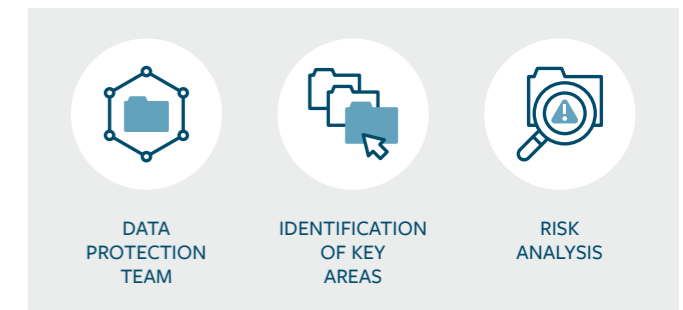 DATA
PROTECTION
TEAM
IDENTIFICATION
OF KEY
AREAS
RISK
ANALYSIS